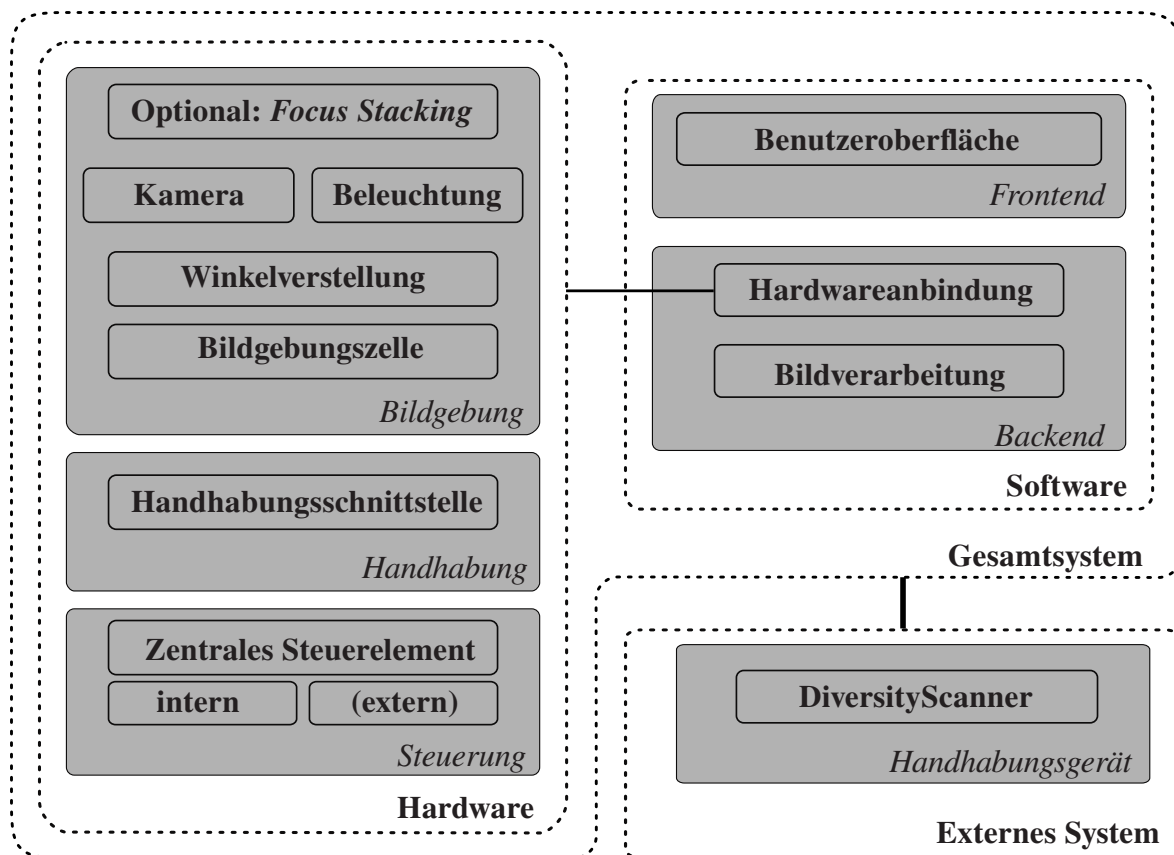 Optional: Focus Stacking
Kamera
Beleuchtung
Winkelverstellung
Bildgebungszelle
Bildgebung
Handhabungsschnittstelle
Handhabung
Zentrales Steuerelement
intern
(extern)
Steuerung
Hardware
Benutzeroberfläche
Frontend
Hardwareanbindung
Bildverarbeitung
Backend
Software
Gesamtsystem
DiversityScanner
Handhabungsgerät
Externes System